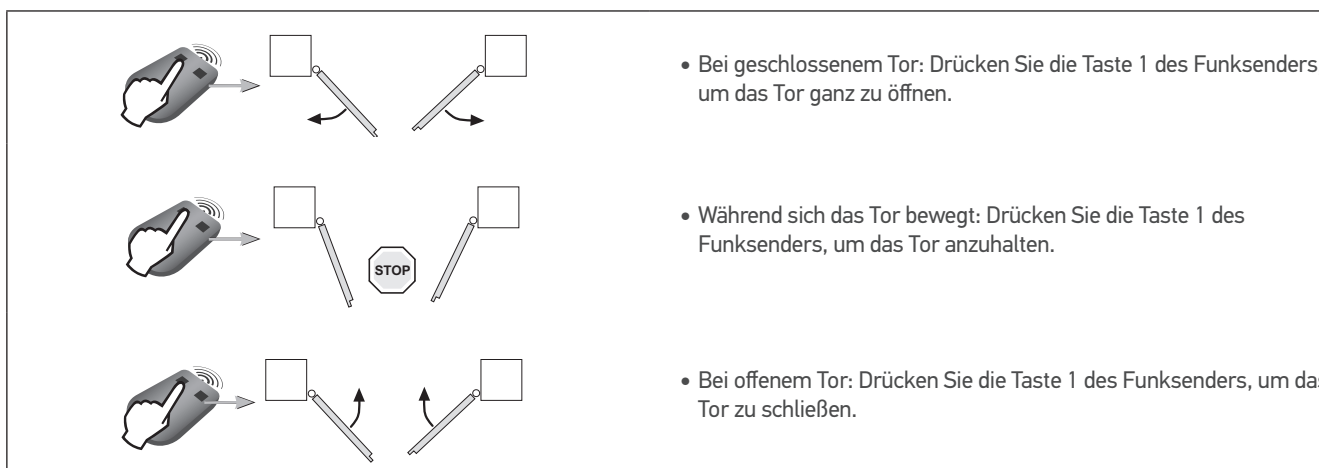 • Bei geschlossenem Tor: Drücken Sie die Taste 1 des Funksenders
um das Tor ganz zu öffnen.
• Während sich das Tor bewegt: Drücken Sie die Taste 1 des
Funksenders, um das Tor anzuhalten.
STOP
• Bei offenem Tor: Drücken Sie die Taste 1 des Funksenders, um das
Tor zu schließen.